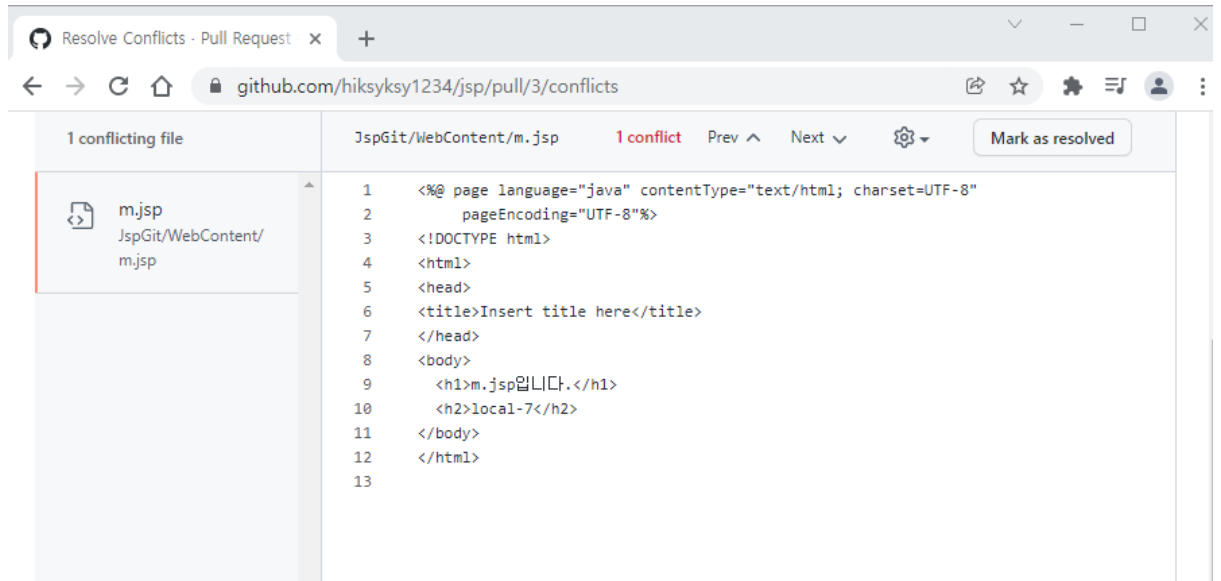 Resolve Conflicts · Pull Request
github.com/hiksyksy1234/jsp/pull/3/conflicts
1 conflicting file
JspGit/WebContent/m.jsp 1 conflict Prev Next Mark as resolved
m.jsp
JspGit/WebContent/
m.jsp
1 <%@ page language="java" contentType="text/html; charset=UTF-8"
2 pageEncoding="UTF-8"%>
3 <!DOCTYPE html>
4 <html>
5 <head>
6 <title>Insert title here</title>
7 </head>
8 <body>
9 <h1>m.jsp입니다.</h1>
10 <h2>local-7</h2>
11 </body>
12 </html>
13